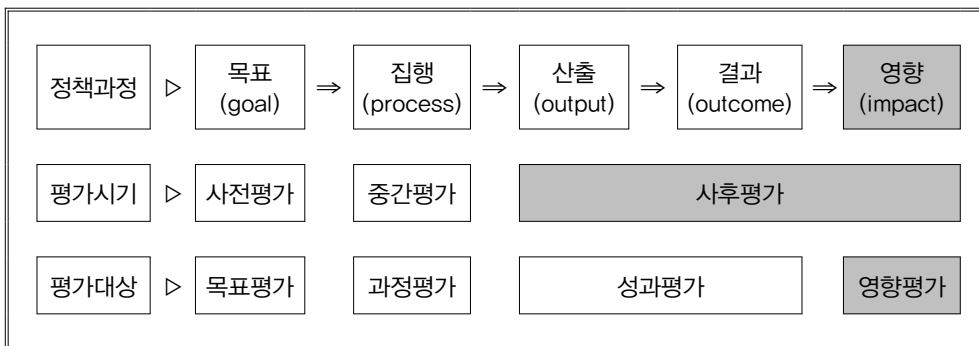 정책과정 ▷ 목표 ⇒ 집행 ⇒ 산출 ⇒ 결과 ⇒ 영향
(goal) (process) (output) (outcome) (impact)
평가시기 ▷ 사전평가 중간평가 사후평가
평가대상 ▷ 목표평가 과정평가 성과평가 영향평가